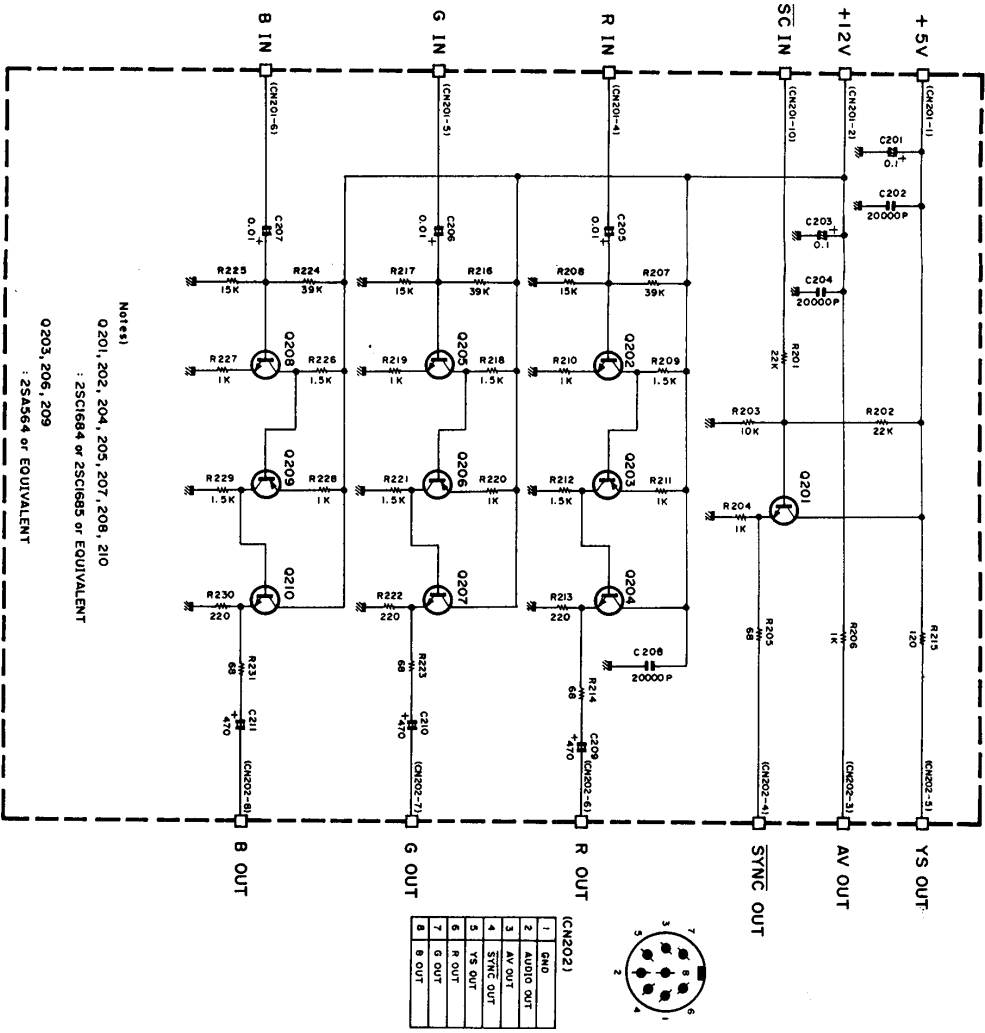 B IN
G IN
R IN
SC IN
+12V
+5V
(CN201-6)
(CN201-5)
(CN201-4)
(CN201-10)
(CN201-2)
(CN201-1)
C201
0.1
+
C202
20000P
C203
0.1
+
C204
20000P
C207
0.01
+
C206
0.01
+
C205
0.01
+
R225
15K
R224
39K
R217
15K
R216
39K
R208
15K
R207
39K
R201
22K
Q208
R227
1K
R226
1.5K
Q205
R219
1K
R218
1.5K
Q202
R210
1K
R209
1.5K
R203
10K
R202
22K
Q209
R229
1.5K
R228
1K
Q206
R221
1.5K
R220
1K
Q203
R212
1.5K
R211
1K
Q201
R204
1K
Q210
R230
220
Q207
R222
220
Q204
R213
220
C208
20000P
R205
68
R206
1K
R215
120
R231
68
R223
68
R214
68
C211
+470
C210
+470
C209
+470
(CN202-8)
(CN202-7)
(CN202-6)
(CN202-4)
(CN202-3)
(CN202-5)
B OUT
G OUT
R OUT
SYNC OUT
AV OUT
YS OUT
Notes)
Q201, 202, 204, 205, 207, 208, 210
: 2SC1684 or 2SC1685 or EQUIVALENT
Q203, 206, 209
: 2SA564 or EQUIVALENT
(CN202)
1 GND
2 AUDIO OUT
3 AV OUT
4 SYNC OUT
5 YS OUT
6 R OUT
7 G OUT
8 B OUT
7
6
3
8
1
5
4
2